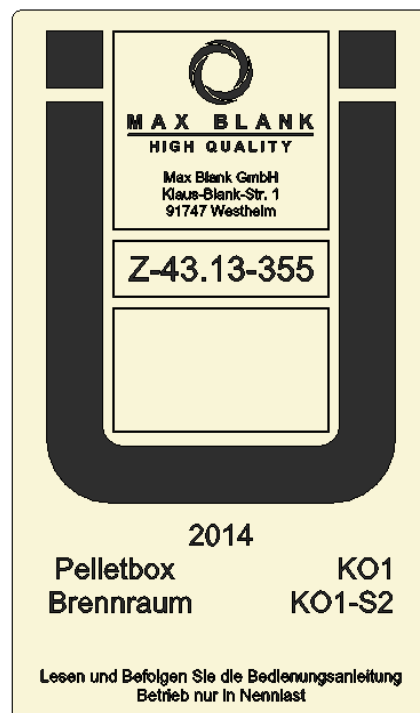 MAX BLANK
HIGH QUALITY
Max Blank GmbH
Klaus-Blank-Str. 1
91747 Westheim
Z-43.13-355
2014
Pelletbox KO1
Brennraum KO1-S2
Lesen und Befolgen Sie die Bedienungsanleitung
Betrieb nur in Nennlast